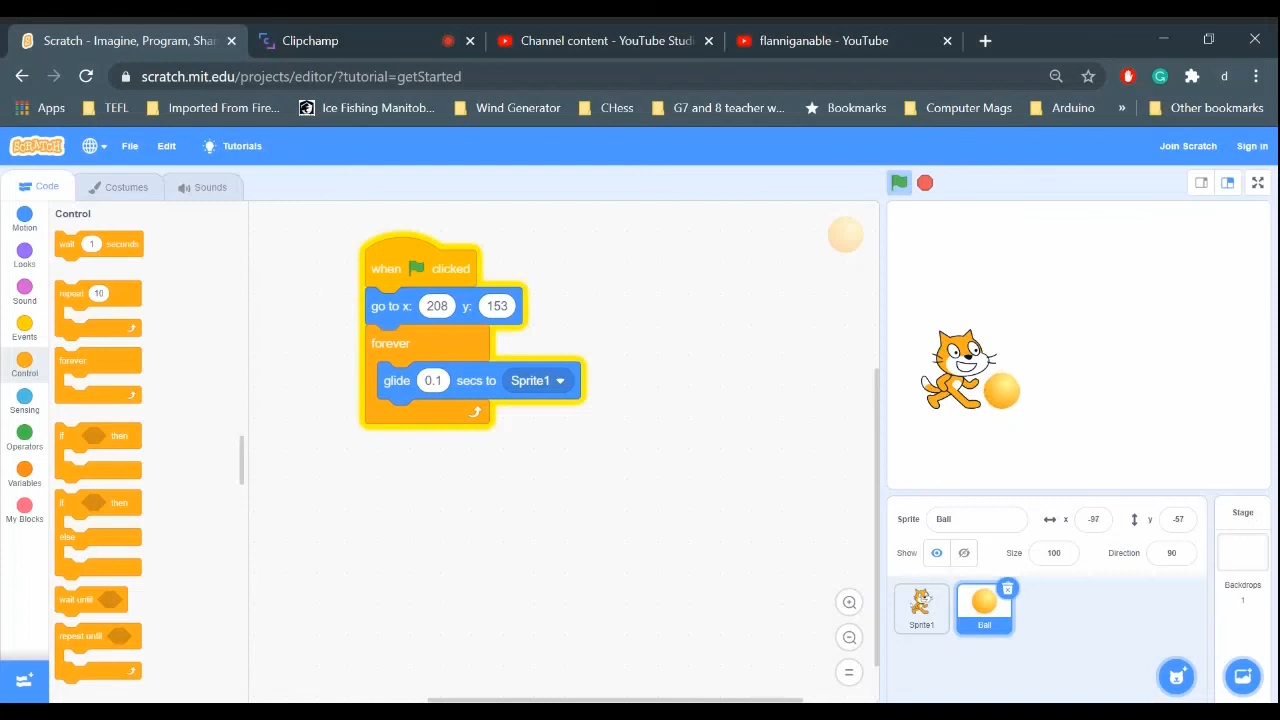 Scratch - Imagine, Program, Sha
Clipchamp
Channel content - YouTube Studi
flanniganable - YouTube
scratch.mit.edu/projects/editor/?tutorial=getStarted
d
Apps
TEFL
Imported From Fire...
Ice Fishing Manitob...
Wind Generator
CHess
G7 and 8 teacher w...
Bookmarks
Computer Mags
Arduino
»
Other bookmarks
SCRATCH
File
Edit
Tutorials
Join Scratch
Sign in
Code
Costumes
Sounds
Motion
Looks
Sound
Events
Control
Sensing
Operators
Variables
My Blocks
Control
wait 1 seconds
repeat 10
forever
if then
if then
else
wait until
repeat until
when clicked
go to x: 208 y: 153
forever
glide 0.1 secs to Sprite1
Sprite Ball x -97 y -57
Show Size 100 Direction 90
Sprite1
Ball
Stage
Backdrops
1